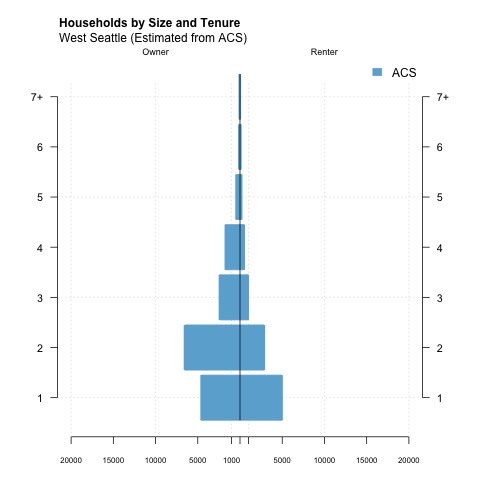 Households by Size and Tenure
West Seattle (Estimated from ACS)
Owner Renter
ACS
7+ 7+
6 6
5 5
4 4
3 3
2 2
1 1
20000 15000 10000 5000 1000 5000 10000 15000 20000